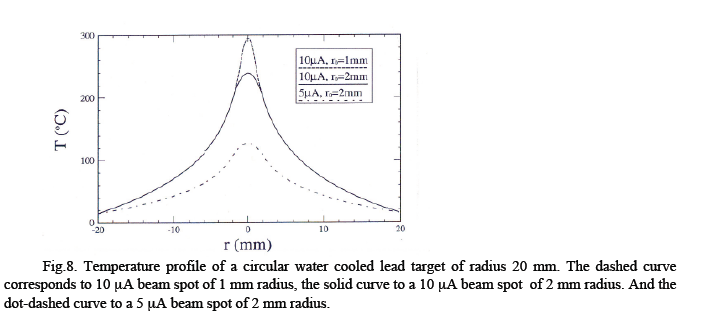 300
200
100
0
-20 -10 0 10 20
T (°C)
r (mm)
10µA, r₀=1mm
10µA, r₀=2mm
5µA, r₀=2mm
Fig.8. Temperature profile of a circular water cooled lead target of radius 20 mm. The dashed curve
corresponds to 10 µA beam spot of 1 mm radius, the solid curve to a 10 µA beam spot of 2 mm radius. And the
dot-dashed curve to a 5 µA beam spot of 2 mm radius.